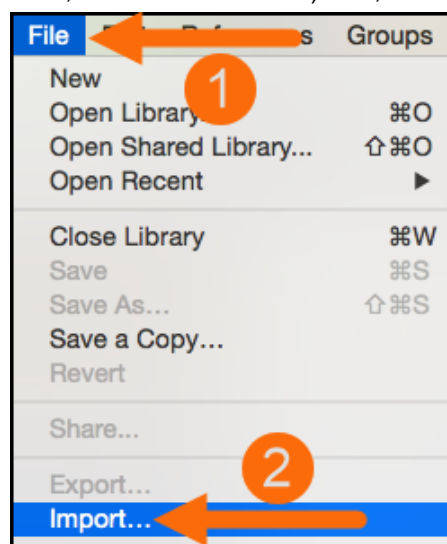 File s Groups
1
New
Open Library
⌘O
Open Shared Library... ⇧⌘O
Open Recent ▶
Close Library ⌘W
Save ⌘S
Save As... ⇧⌘S
Save a Copy...
Revert
Share...
Export...
2
Import...